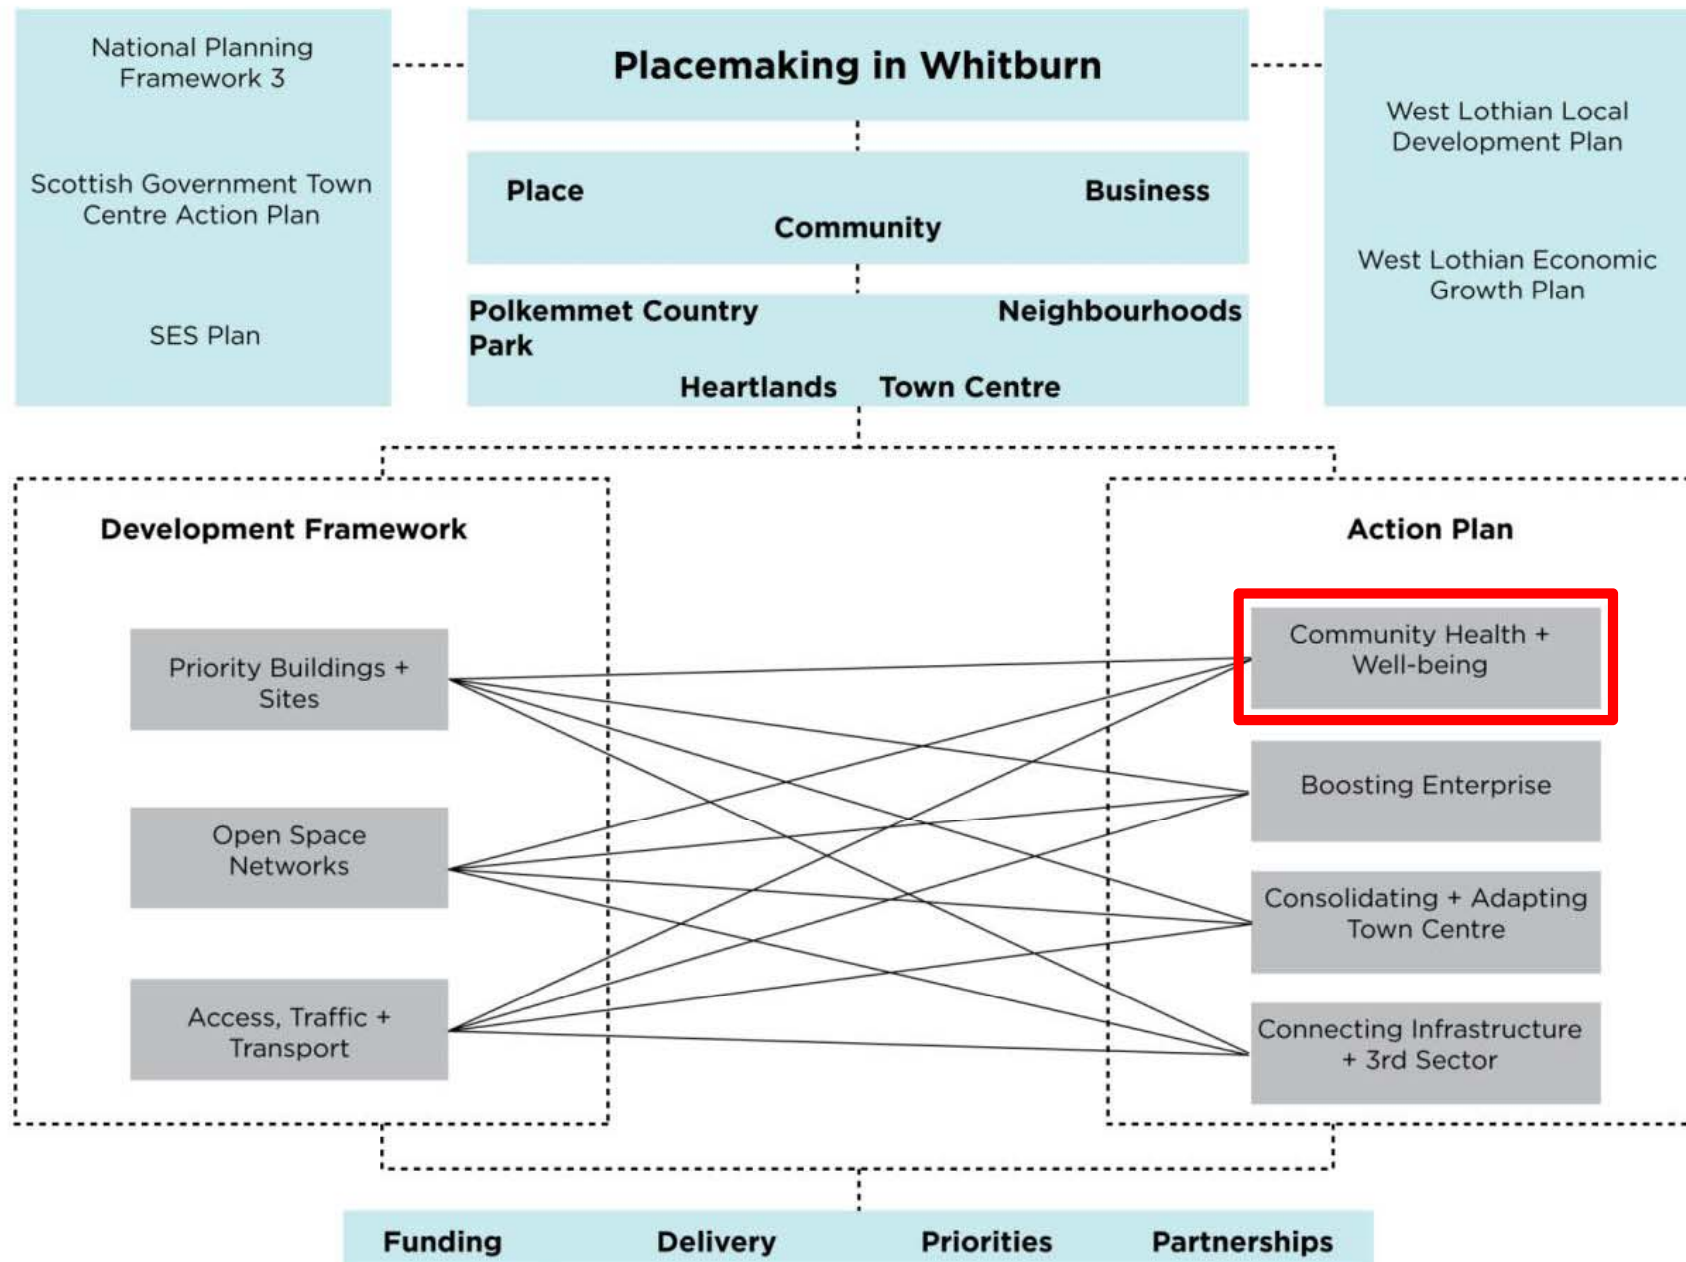 National Planning
Framework 3
Scottish Government Town
Centre Action Plan
SES Plan
Placemaking in Whitburn
Place
Business
Community
Polkemmet Country
Park
Neighbourhoods
Heartlands
Town Centre
West Lothian Local
Development Plan
West Lothian Economic
Growth Plan
Development Framework
Priority Buildings +
Sites
Open Space
Networks
Access, Traffic +
Transport
Action Plan
Community Health +
Well-being
Boosting Enterprise
Consolidating + Adapting
Town Centre
Connecting Infrastructure
+ 3rd Sector
Funding
Delivery
Priorities
Partnerships